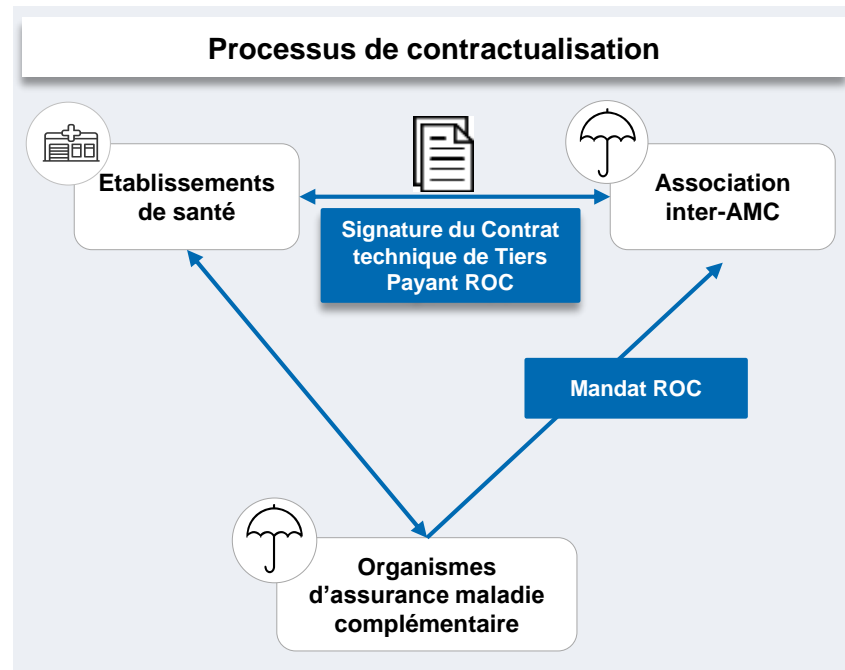 Processus de contractualisation
Etablissements
de santé
Association
inter-AMC
Signature du Contrat
technique de Tiers
Payant ROC
Mandat ROC
Organismes
d’assurance maladie
complémentaire